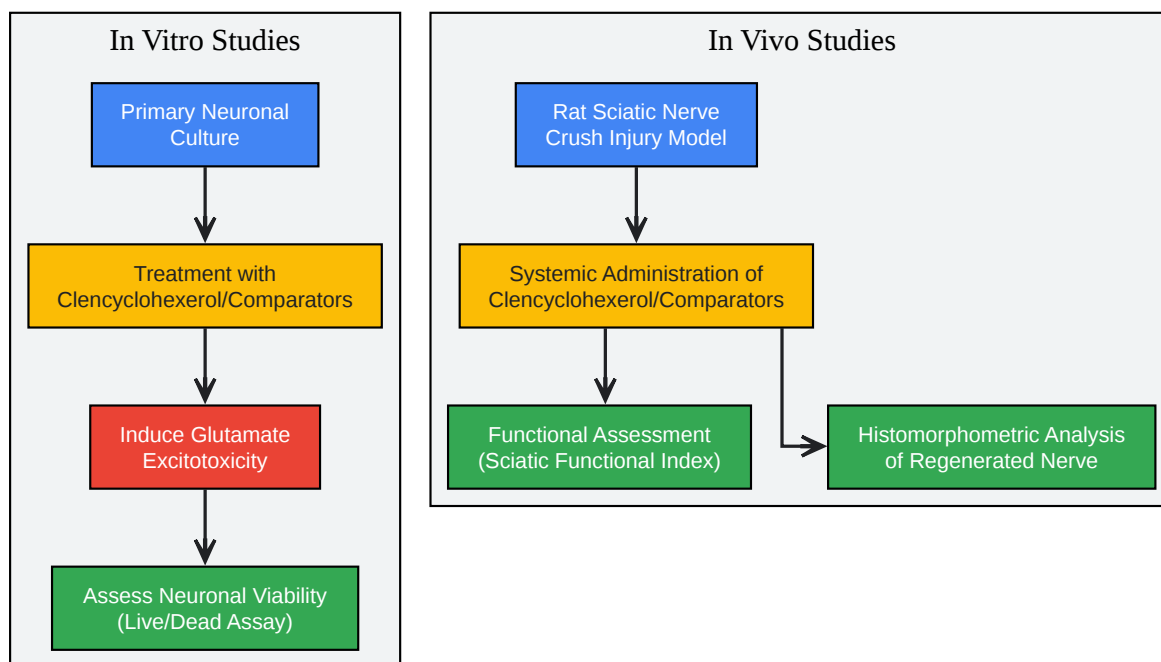 In Vitro Studies
Primary Neuronal
Culture
Treatment with
Clencyclohexerol/Comparators
Induce Glutamate
Excitotoxicity
Assess Neuronal Viability
(Live/Dead Assay)
In Vivo Studies
Rat Sciatic Nerve
Crush Injury Model
Systemic Administration of
Clencyclohexerol/Comparators
Functional Assessment
(Sciatic Functional Index)
Histomorphometric Analysis
of Regenerated Nerve